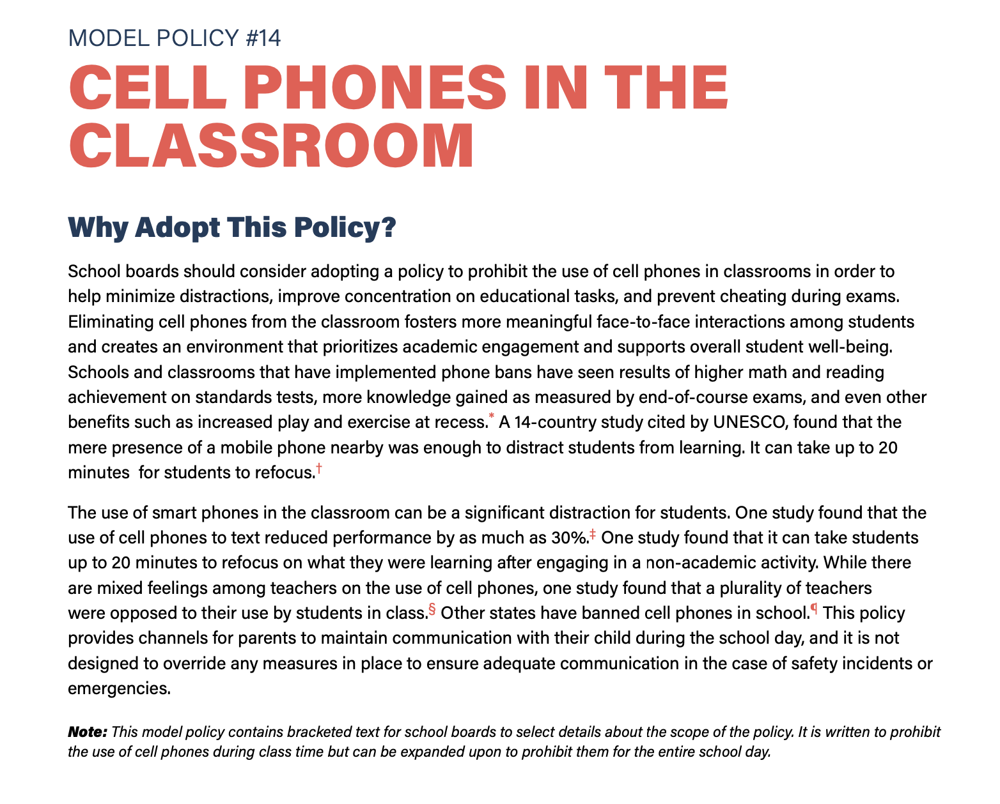 MODEL POLICY #14
CELL PHONES IN THE
CLASSROOM
Why Adopt This Policy?
School boards should consider adopting a policy to prohibit the use of cell phones in classrooms in order to
help minimize distractions, improve concentration on educational tasks, and prevent cheating during exams.
Eliminating cell phones from the classroom fosters more meaningful face-to-face interactions among students
and creates an environment that prioritizes academic engagement and supports overall student well-being.
Schools and classrooms that have implemented phone bans have seen results of higher math and reading
achievement on standards tests, more knowledge gained as measured by end-of-course exams, and even other
benefits such as increased play and exercise at recess.* A 14-country study cited by UNESCO, found that the
mere presence of a mobile phone nearby was enough to distract students from learning. It can take up to 20
minutes  for students to refocus.†
The use of smart phones in the classroom can be a significant distraction for students. One study found that the
use of cell phones to text reduced performance by as much as 30%.‡ One study found that it can take students
up to 20 minutes to refocus on what they were learning after engaging in a non-academic activity. While there
are mixed feelings among teachers on the use of cell phones, one study found that a plurality of teachers
were opposed to their use by students in class.§ Other states have banned cell phones in school.¶ This policy
provides channels for parents to maintain communication with their child during the school day, and it is not
designed to override any measures in place to ensure adequate communication in the case of safety incidents or
emergencies.
Note: This model policy contains bracketed text for school boards to select details about the scope of the policy. It is written to prohibit
the use of cell phones during class time but can be expanded upon to prohibit them for the entire school day.